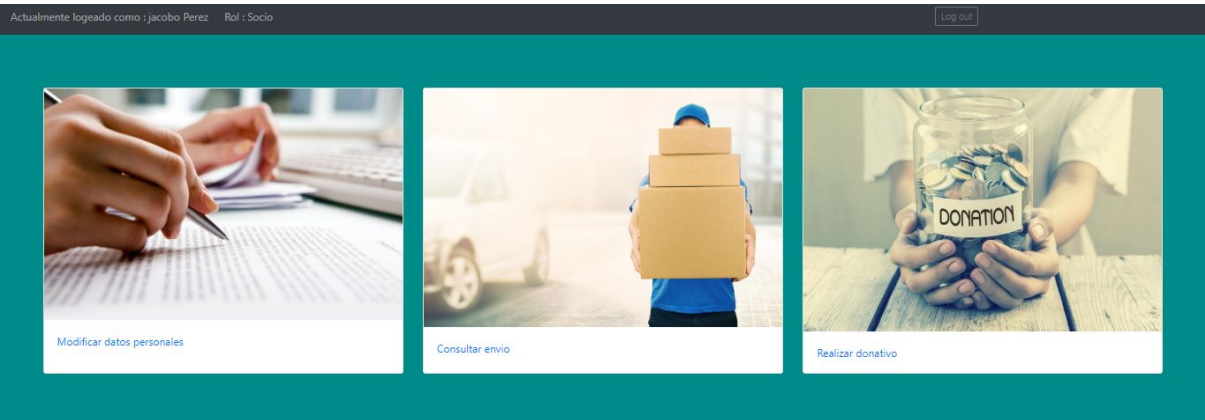 Actualmente logeado como : jacobo Perez Rol : Socio Log out
DONATION
Modificar datos personales
Consultar envio
Realizar donativo